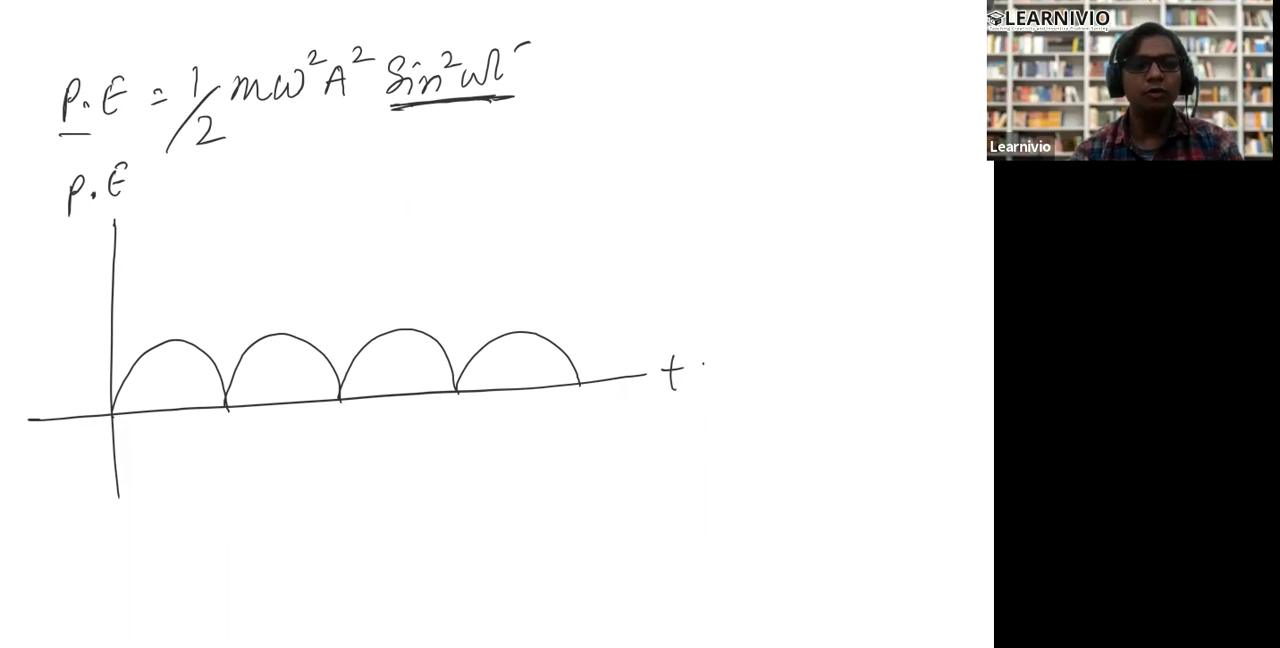 P.E = 1/2 mω²A² Sin²ωt
P.E
t
LEARNIVIO
Learnivio